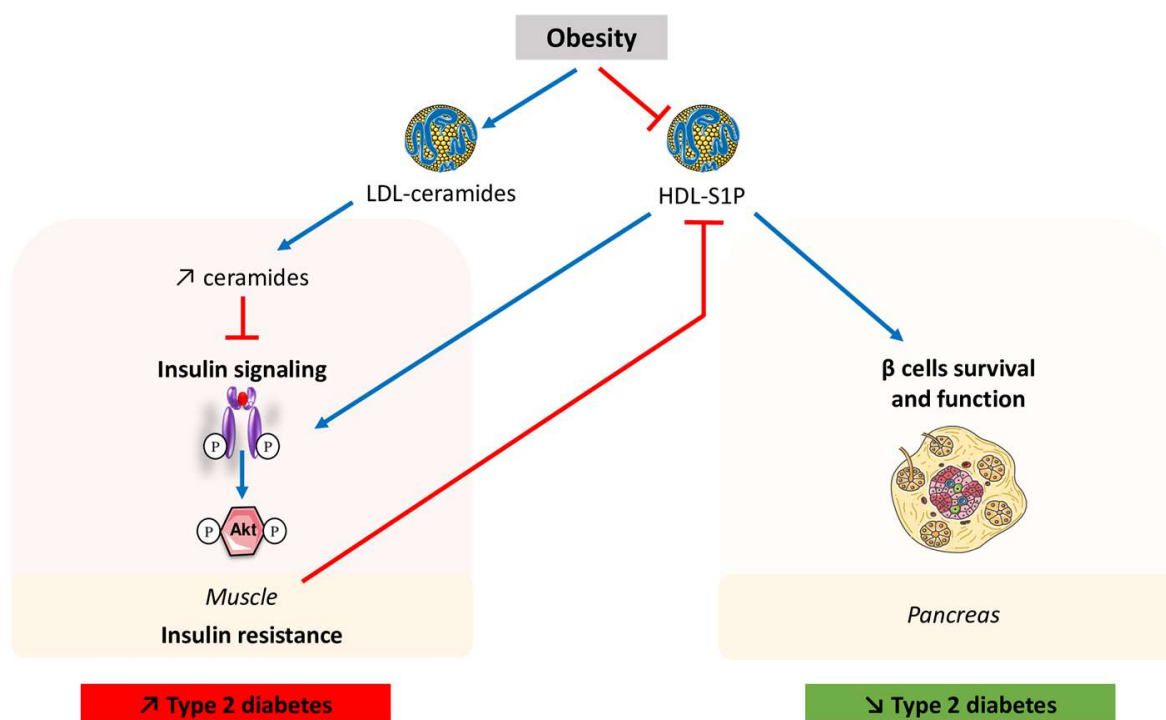 Obesity
LDL-ceramides
HDL-S1P
↗ ceramides
Insulin signaling
P
P
P
Akt
P
Muscle
Insulin resistance
β cells survival
and function
Pancreas
↗ Type 2 diabetes
↘ Type 2 diabetes